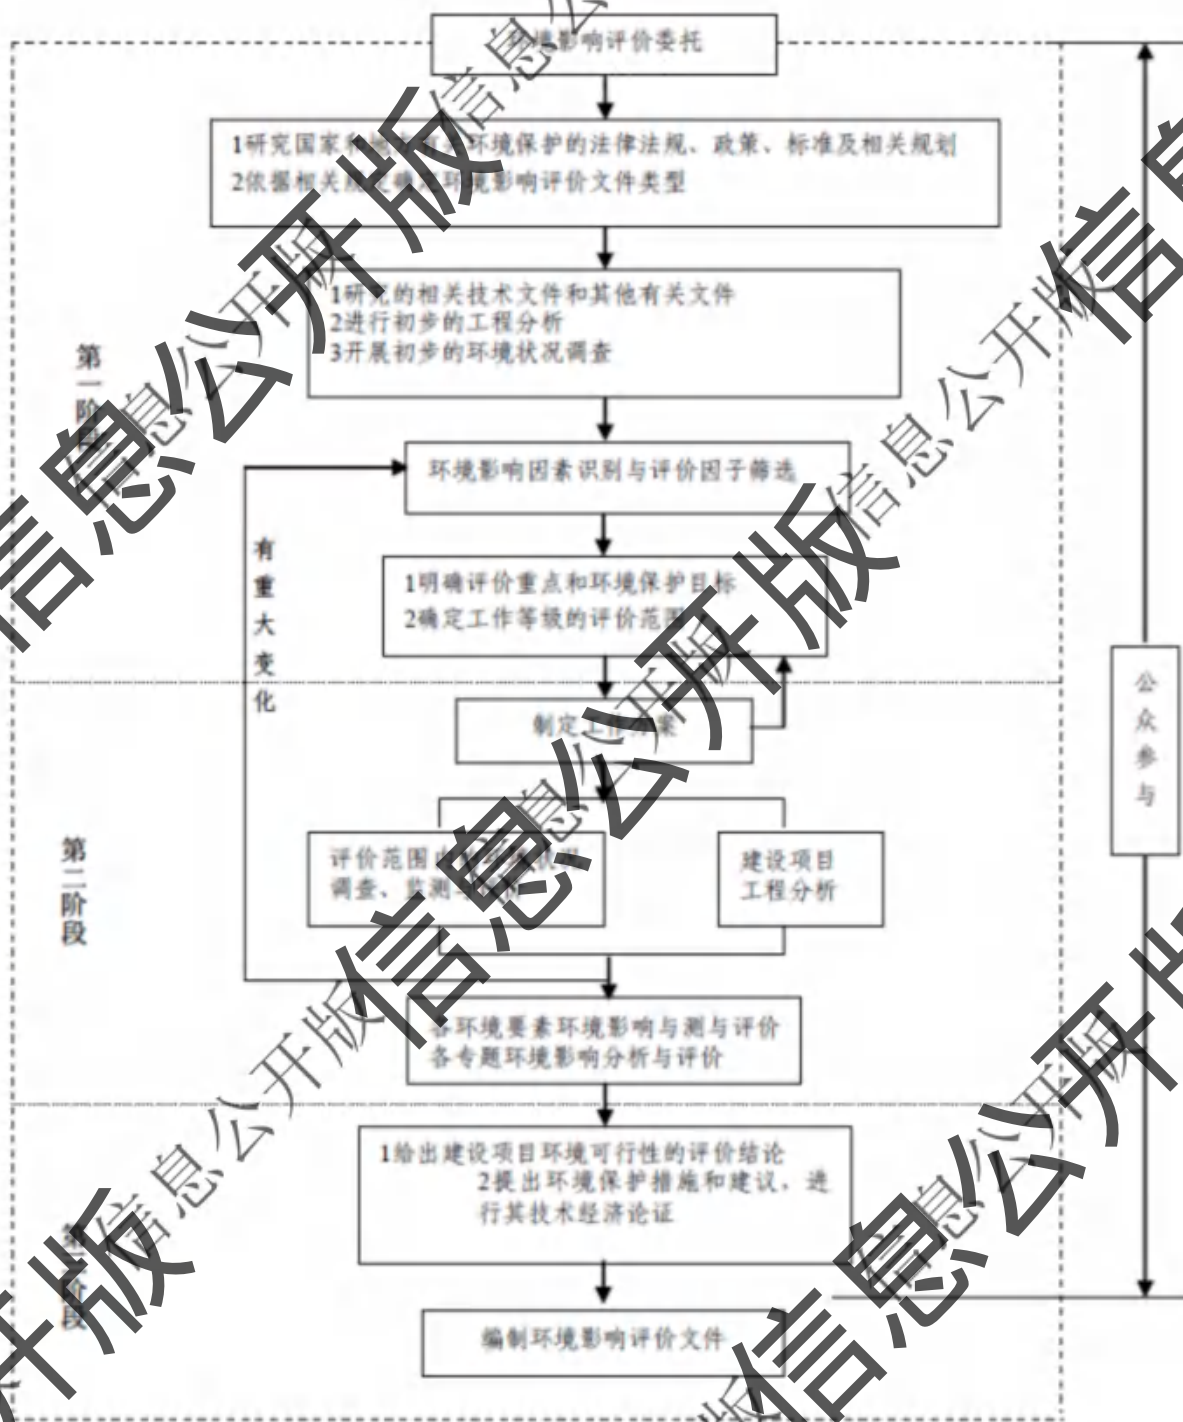 环境影响评价委托
1研究国家和地方有关环境保护的法律法规、政策、标准及相关规划
2依据相关规定确定环境影响评价文件类型
1研究的相关技术文件和其他有关文件
2进行初步的工程分析
3开展初步的环境状况调查
第一阶段
环境影响因素识别与评价因子筛选
有重大变化
1明确评价重点和环境保护目标
2确定工作等级的评价范围
制定工作方案
公众参与
第二阶段
评价范围内 环境状况
调查、监测与评价
建设项目
工程分析
各环境要素环境影响与测与评价
各专题环境影响分析与评价
1给出建设项目环境可行性的评价结论
2提出环境保护措施和建议，进
行其技术经济论证
第三阶段
编制环境影响评价文件
信息公开版
信息公开版
信息公开版
信息公开版
信息公开版
信息公开版